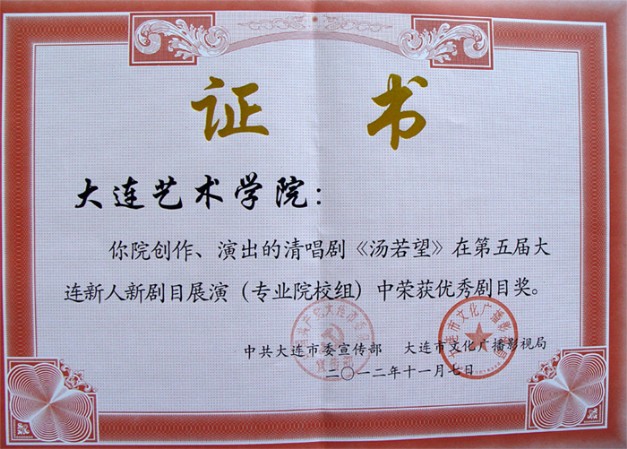 证 书
大连艺术学院：
你院创作、演出的清唱剧《汤若望》在第五届大
连新人新剧目展演（专业院校组）中荣获优秀剧目奖。
中共大连市委宣传部 大连市文化广播影视局
二〇一二年十一月七日